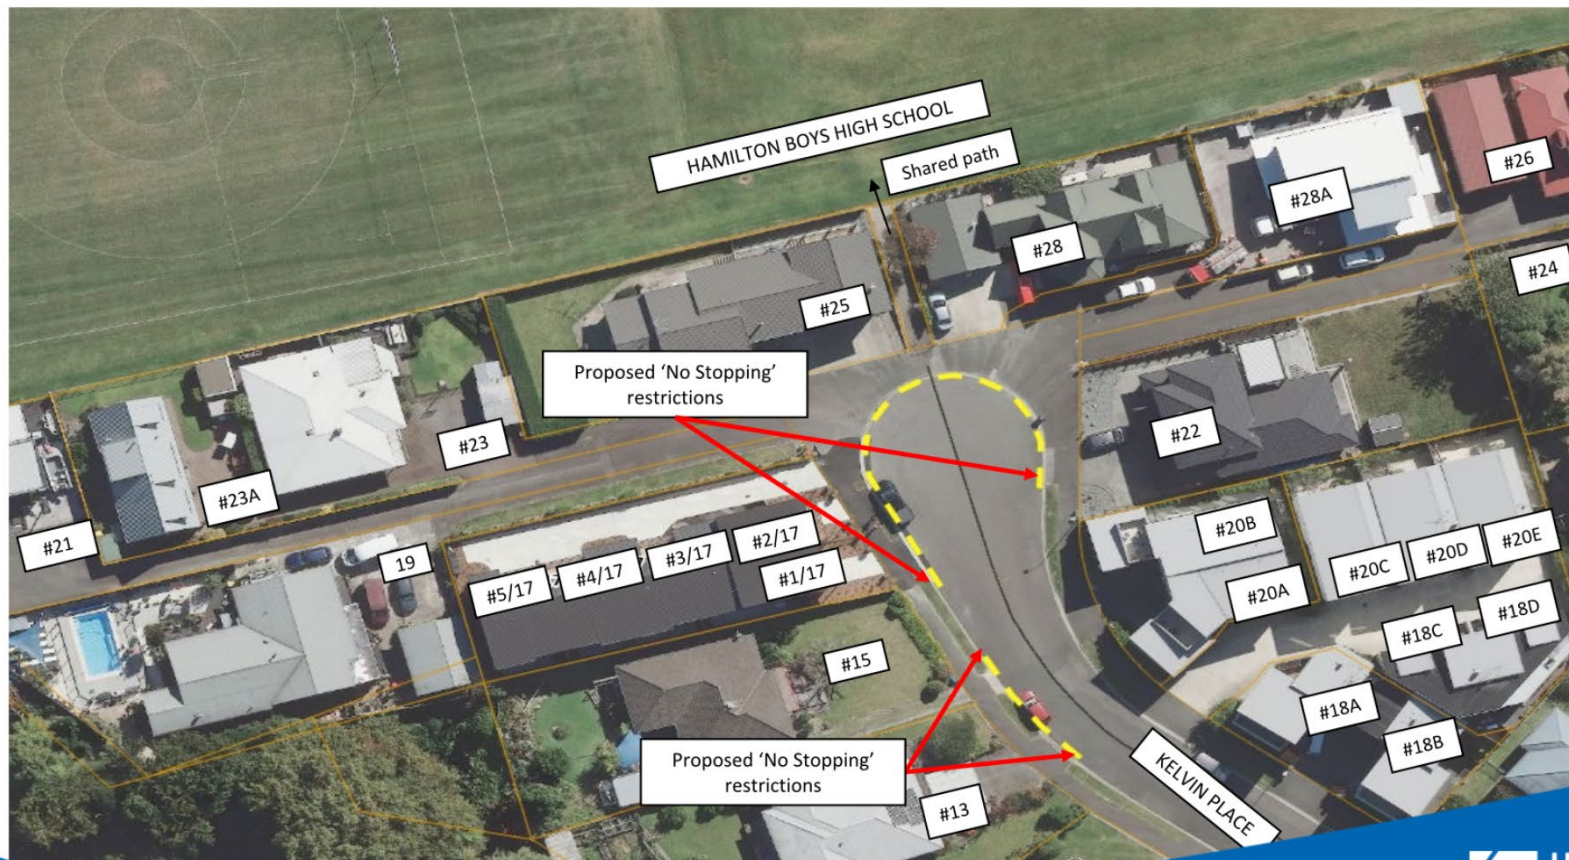 HAMILTON BOYS HIGH SCHOOL
Shared path
#26
#28A
#28
#24
#25
Proposed ‘No Stopping’
restrictions
#22
#23
#23A
#21
19
#5/17
#4/17
#3/17
#2/17
#1/17
#20B
#20A
#20C
#20D
#20E
#18C
#18D
#15
#18A
#18B
Proposed ‘No Stopping’
restrictions
#13
KELVIN PLACE